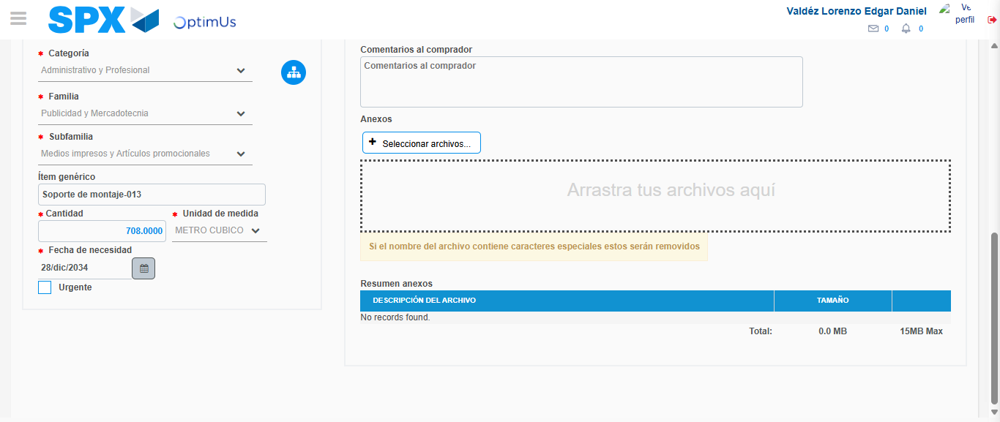 SPX
OptimUs
Valdéz Lorenzo Edgar Daniel
Ve
perfil
0
0
* Categoría
Administrativo y Profesional
* Familia
Publicidad y Mercadotecnia
* Subfamilia
Medios impresos y Artículos promocionales
Ítem genérico
Soporte de montaje-013
* Cantidad
* Unidad de medida
708.0000
METRO CUBICO
* Fecha de necesidad
28/dic/2034
Urgente
Comentarios al comprador
Comentarios al comprador
Anexos
+ Seleccionar archivos...
Arrastra tus archivos aquí
Si el nombre del archivo contiene caracteres especiales estos serán removidos
Resumen anexos
DESCRIPCIÓN DEL ARCHIVO TAMAÑO
No records found.
Total: 0.0 MB 15MB Max